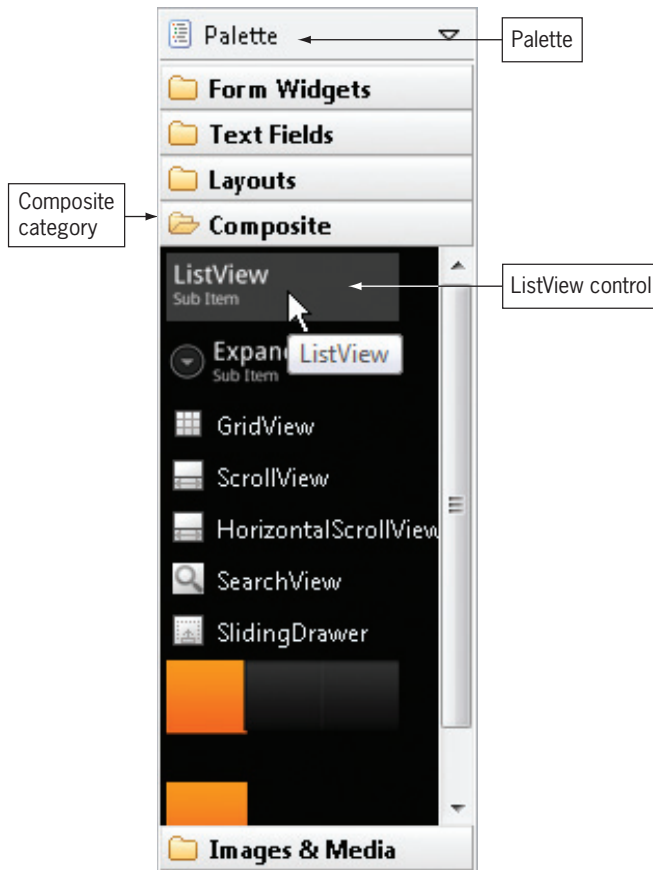 Palette
Palette
Form Widgets
Text Fields
Layouts
Composite category
Composite
ListView
Sub Item
ListView control
ListView
Sub Item
GridView
ScrollView
HorizontalScrollView
SearchView
SlidingDrawer
Images & Media